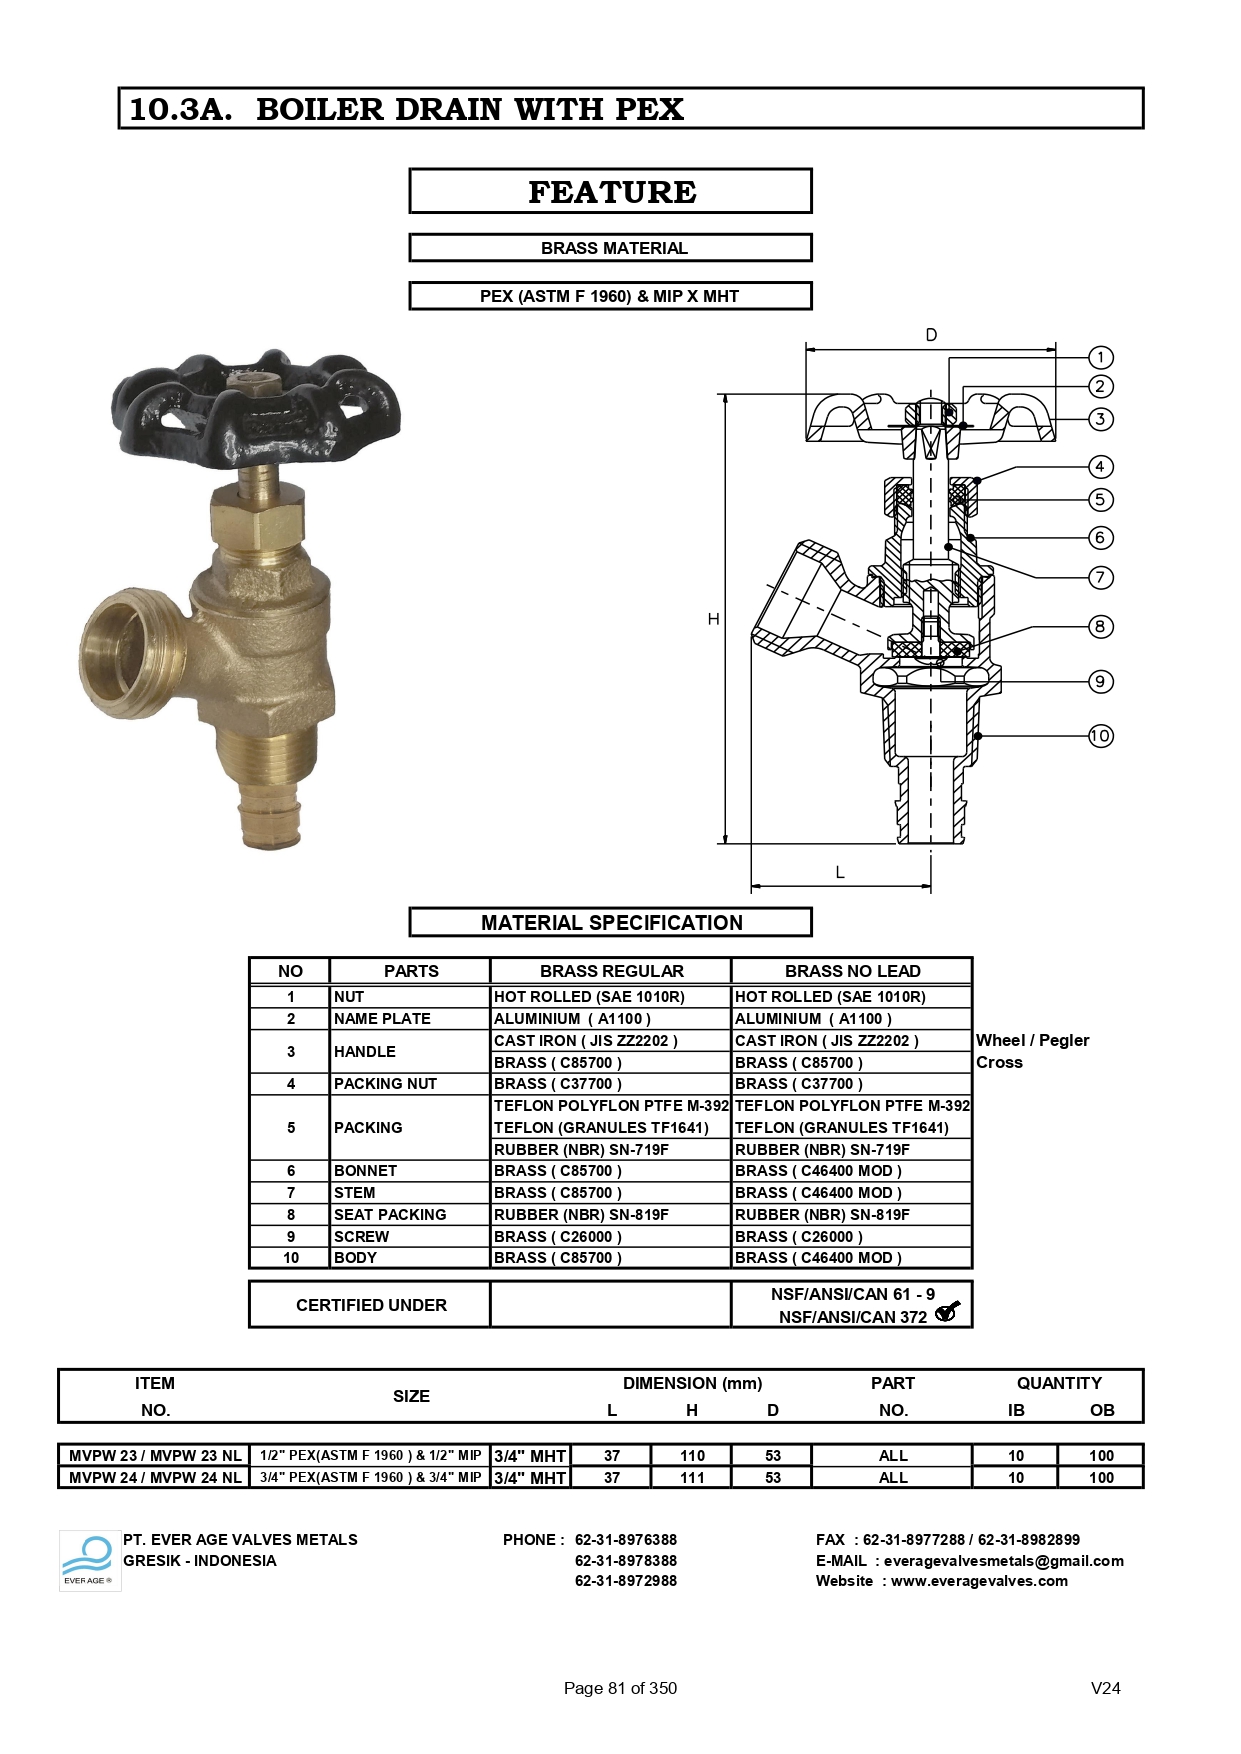 10.3A. BOILER DRAIN WITH PEX
FEATURE
BRASS MATERIAL
PEX (ASTM F 1960) & MIP X MHT
D
1
2
3
4
5
6
7
8
9
10
H
L
MATERIAL SPECIFICATION
NO PARTS BRASS REGULAR BRASS NO LEAD
1 NUT HOT ROLLED (SAE 1010R) HOT ROLLED (SAE 1010R)
2 NAME PLATE ALUMINIUM ( A1100 ) ALUMINIUM ( A1100 )
3 HANDLE CAST IRON ( JIS ZZ2202 ) CAST IRON ( JIS ZZ2202 ) Wheel / Pegler
BRASS ( C85700 ) BRASS ( C85700 ) Cross
4 PACKING NUT BRASS ( C37700 ) BRASS ( C37700 )
TEFLON POLYFLON PTFE M-392 TEFLON POLYFLON PTFE M-392
5 PACKING TEFLON (GRANULES TF1641) TEFLON (GRANULES TF1641)
RUBBER (NBR) SN-719F RUBBER (NBR) SN-719F
6 BONNET BRASS ( C85700 ) BRASS ( C46400 MOD )
7 STEM BRASS ( C85700 ) BRASS ( C46400 MOD )
8 SEAT PACKING RUBBER (NBR) SN-819F RUBBER (NBR) SN-819F
9 SCREW BRASS ( C26000 ) BRASS ( C26000 )
10 BODY BRASS ( C85700 ) BRASS ( C46400 MOD )
CERTIFIED UNDER NSF/ANSI/CAN 61 - 9
NSF/ANSI/CAN 372
ITEM SIZE DIMENSION (mm) PART QUANTITY
NO. L H D NO. IB OB
MVPW 23 / MVPW 23 NL 1/2" PEX(ASTM F 1960 ) & 1/2" MIP 3/4" MHT 37 110 53 ALL 10 100
MVPW 24 / MVPW 24 NL 3/4" PEX(ASTM F 1960 ) & 3/4" MIP 3/4" MHT 37 111 53 ALL 10 100
EVER AGE ®
PT. EVER AGE VALVES METALS PHONE : 62-31-8976388 FAX : 62-31-8977288 / 62-31-8982899
GRESIK - INDONESIA 62-31-8978388 E-MAIL : everagevalvesmetals@gmail.com
62-31-8972988 Website : www.everagevalves.com
Page 81 of 350 V24